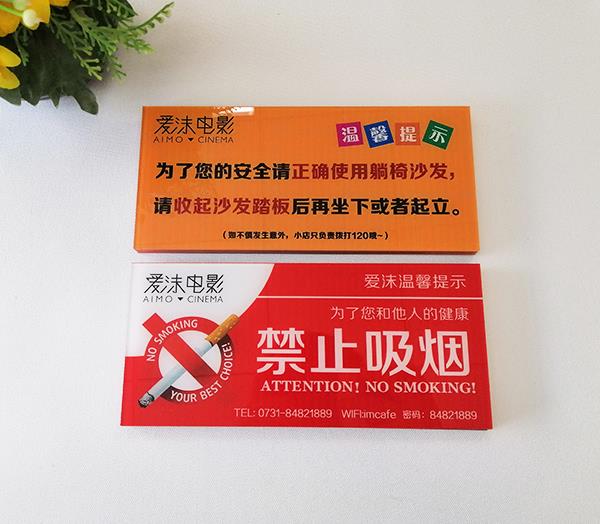 爱沫电影
AIMO CINEMA
温馨提示
为了您的安全请正确使用躺椅沙发，
请收起沙发踏板后再坐下或者起立。
（如不慎发生意外，小店只负责拨打120哦~）
爱沫电影
AIMO CINEMA
爱沫温馨提示
为了您和他人的健康
禁止吸烟
ATTENTION! NO SMOKING!
NO SMOKING
YOUR BEST CHOICE!
TEL: 0731-84821889 WIFI:imcafe 密码：84821889